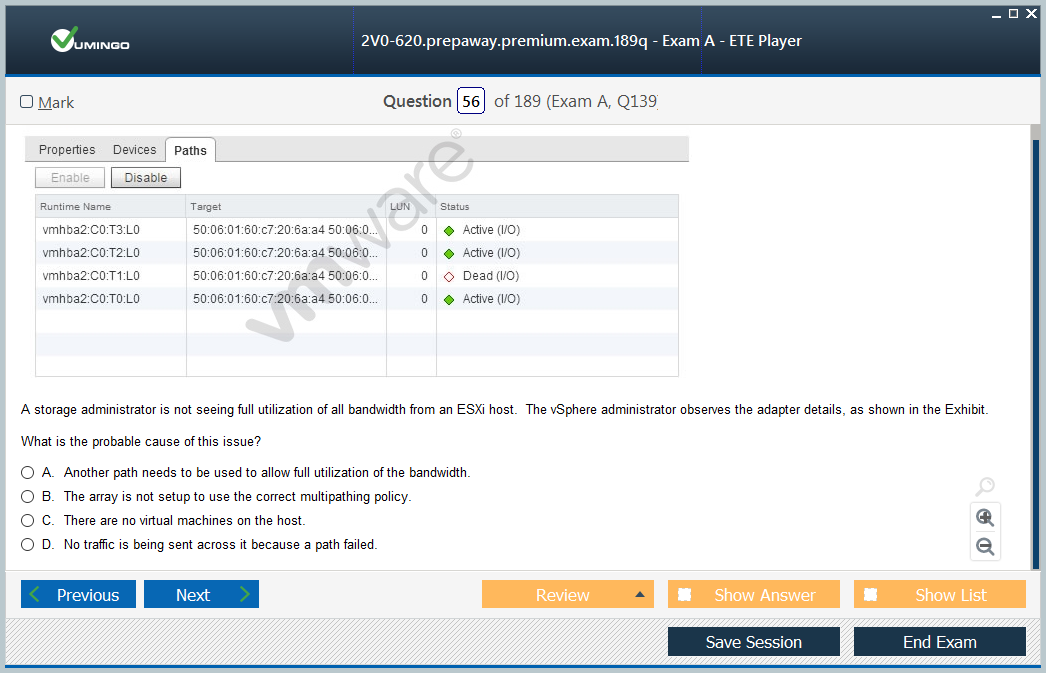 VUMINGO
2V0-620.prepaway.premium.exam.189q - Exam A - ETE Player
Mark
Question 56 of 189 (Exam A, Q139)
Properties Devices Paths
Enable Disable
Runtime Name Target LUN Status
vmhba2:C0:T3:L0 50:06:01:60:c7:20:6a:a4 50:06:0... 0 Active (I/O)
vmhba2:C0:T2:L0 50:06:01:60:c7:20:6a:a4 50:06:0... 0 Active (I/O)
vmhba2:C0:T1:L0 50:06:01:60:c7:20:6a:a4 50:06:0... 0 Dead (I/O)
vmhba2:C0:T0:L0 50:06:01:60:c7:20:6a:a4 50:06:0... 0 Active (I/O)
vmware®
A storage administrator is not seeing full utilization of all bandwidth from an ESXi host. The vSphere administrator observes the adapter details, as shown in the Exhibit.
What is the probable cause of this issue?
A. Another path needs to be used to allow full utilization of the bandwidth.
B. The array is not setup to use the correct multipathing policy.
C. There are no virtual machines on the host.
D. No traffic is being sent across it because a path failed.
Previous Next Review Show Answer Show List
Save Session End Exam